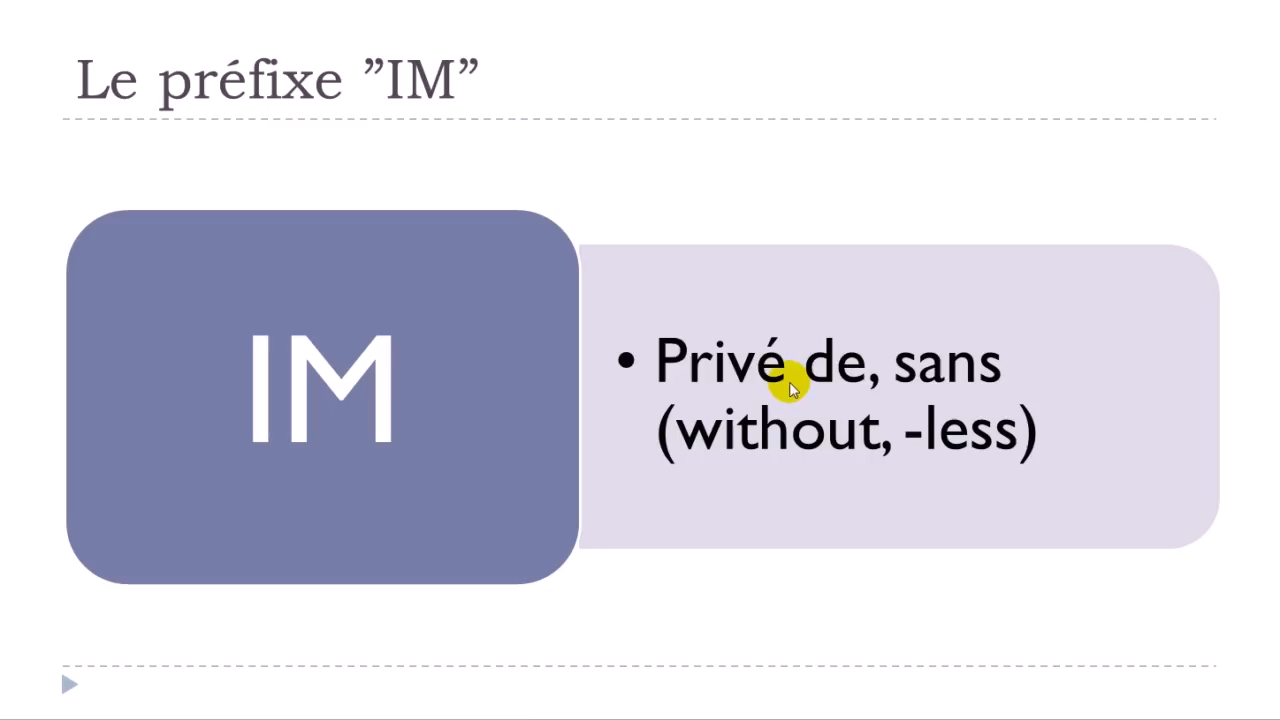 Le préfixe ”IM”
IM
• Privé de, sans
(without, -less)